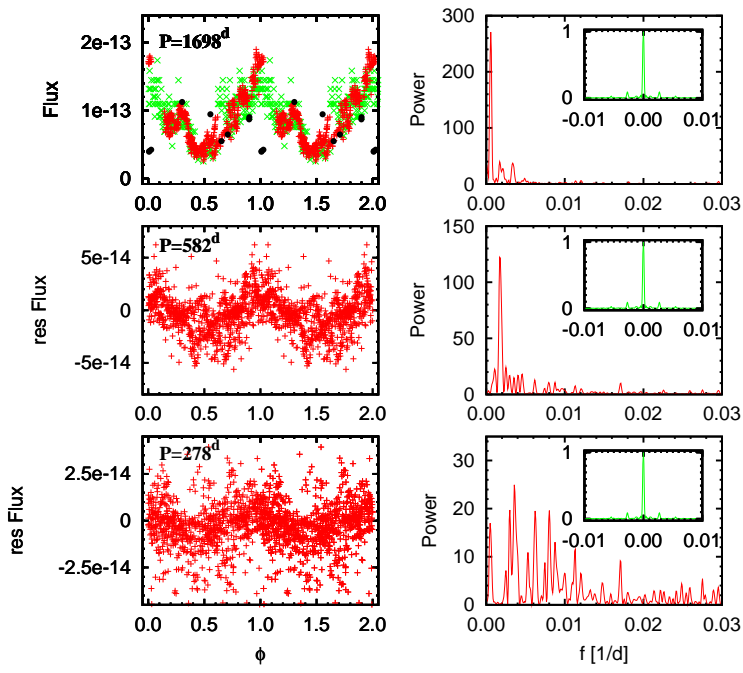 P=1698^d
Flux
2e-13
1e-13
0
0.0 0.5 1.0 1.5 2.0
Power
300
200
100
0
0.00 0.01 0.02 0.03
1
0
-0.01 0.00 0.01
P=582^d
res Flux
5e-14
0
-5e-14
0.0 0.5 1.0 1.5 2.0
Power
150
100
50
0
0.00 0.01 0.02 0.03
1
0
-0.01 0.00 0.01
P=278^d
res Flux
2.5e-14
0
-2.5e-14
0.0 0.5 1.0 1.5 2.0
ϕ
Power
30
20
10
0
0.00 0.01 0.02 0.03
f [1/d]
1
0
-0.01 0.00 0.01